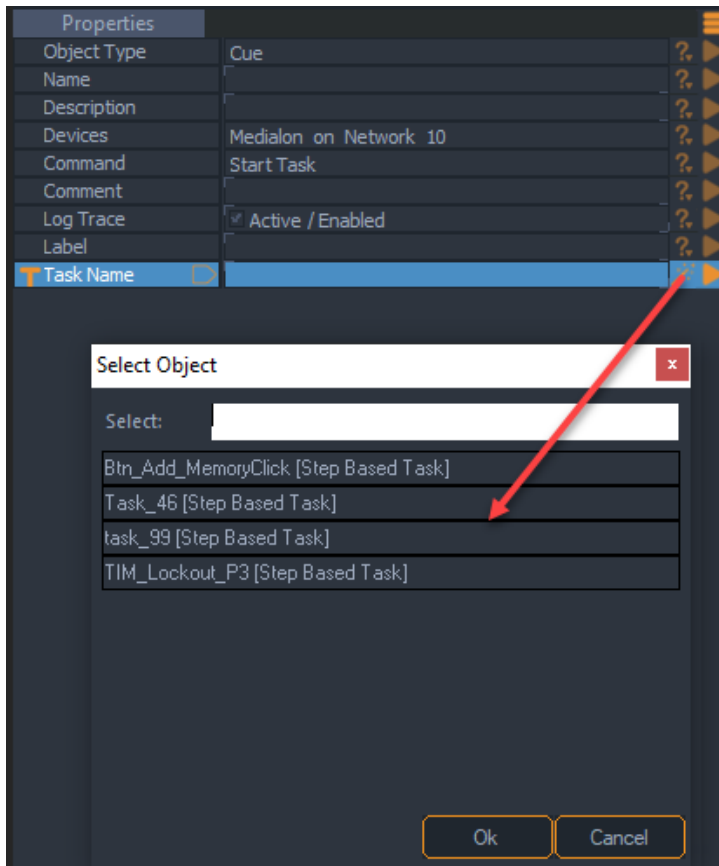 Properties
Object Type Cue
Name
Description
Devices Medialon on Network 10
Command Start Task
Comment
Log Trace Active / Enabled
Label
Task Name
Select Object
Select:
Btn_Add_MemoryClick [Step Based Task]
Task_46 [Step Based Task]
task_99 [Step Based Task]
TIM_Lockout_P3 [Step Based Task]
Ok Cancel